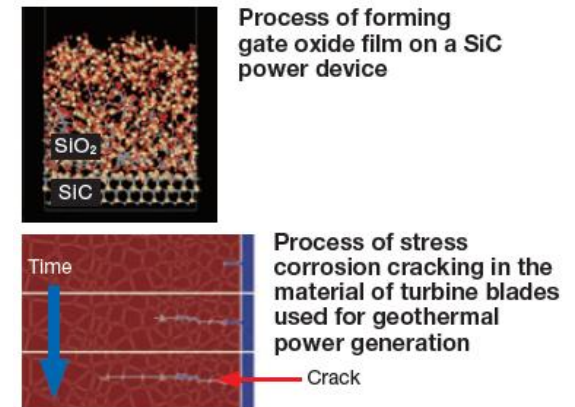 Process of forming
gate oxide film on a SiC
power device
SiO₂
SiC
Process of stress
corrosion cracking in the
material of turbine blades
used for geothermal
power generation
Time
Crack